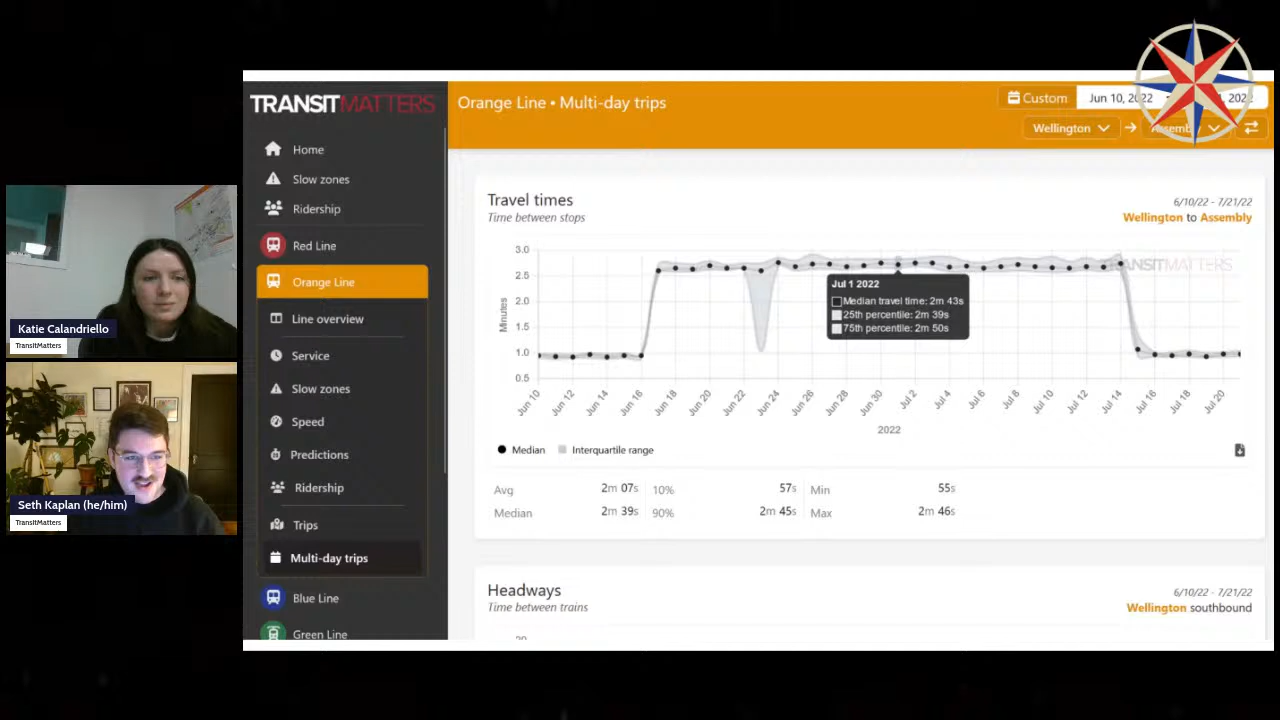 TRANSITMATTERS
Home
Slow zones
Ridership
Red Line
Orange Line
Line overview
Service
Slow zones
Speed
Predictions
Ridership
Trips
Multi-day trips
Blue Line
Green Line
Orange Line • Multi-day trips
Custom
Jun 10, 2022
2022
Wellington → Assembly
Travel times
Time between stops
6/10/22 - 7/21/22
Wellington to Assembly
3.0
2.5
2.0
1.5
1.0
0.5
Minutes
TRANSITMATTERS
Jul 1 2022
Median travel time: 2m 43s
25th percentile: 2m 39s
75th percentile: 2m 50s
Jun 10 Jun 12 Jun 14 Jun 16 Jun 18 Jun 20 Jun 22 Jun 24 Jun 26 Jun 28 Jun 30 Jul 2 Jul 4 Jul 6 Jul 8 Jul 10 Jul 12 Jul 14 Jul 16 Jul 18 Jul 20
2022
Median Interquartile range
Avg 2m 07s 10% 57s Min 55s
Median 2m 39s 90% 2m 45s Max 2m 46s
Headways
Time between trains
6/10/22 - 7/21/22
Wellington southbound
20
Katie Calandriello
TransitMatters
Seth Kaplan (he/him)
TransitMatters